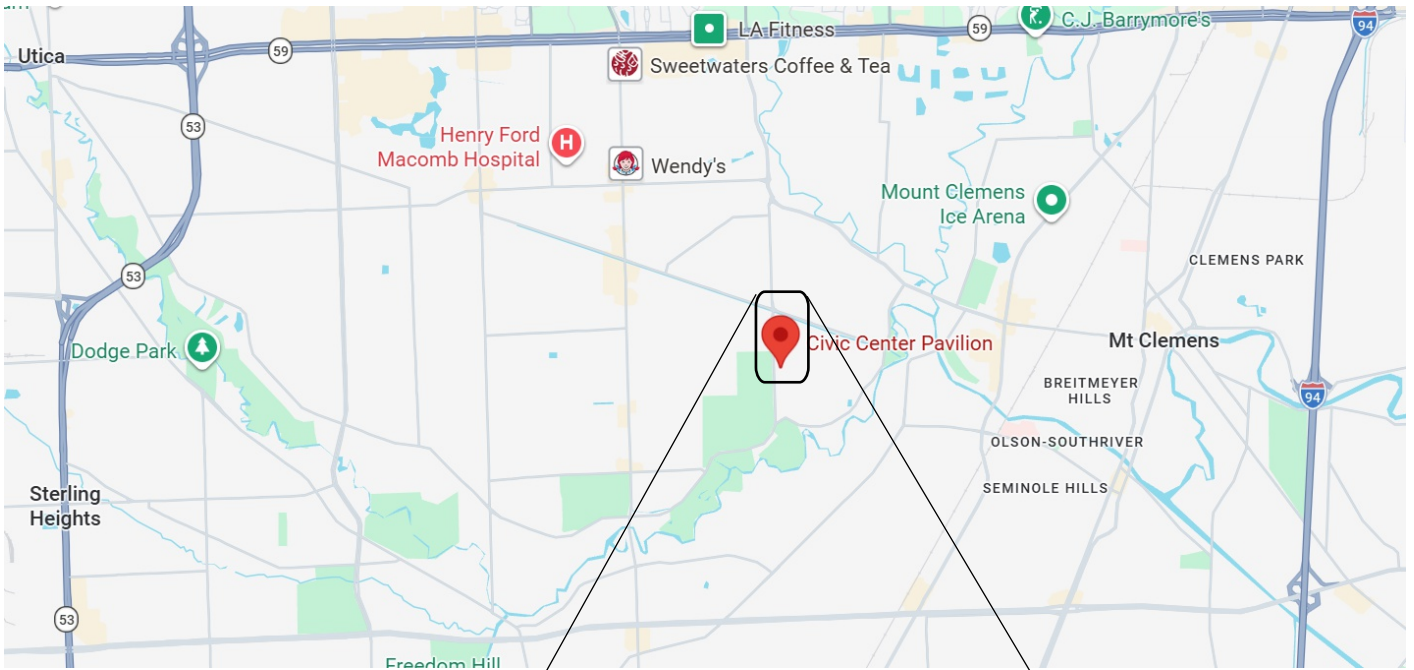 C.J. Barrymore's
94
LA Fitness
59
59
Utica
Sweetwaters Coffee & Tea
53
Henry Ford
Macomb Hospital
H
Wendy's
Mount Clemens
Ice Arena
CLEMENS PARK
53
Civic Center Pavilion
Mt Clemens
Dodge Park
BREITMEYER
HILLS
94
OLSON-SOUTHRIVER
SEMINOLE HILLS
Sterling
Heights
53
Freedom Hill